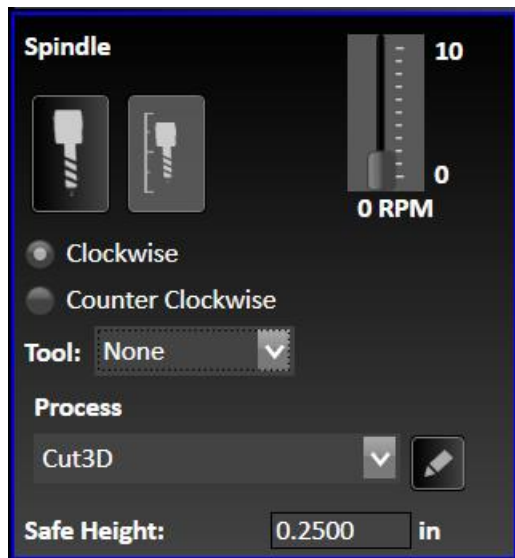 Spindle
10
0
0 RPM
Clockwise
Counter Clockwise
Tool: None
Process
Cut3D
Safe Height: 0.2500 in